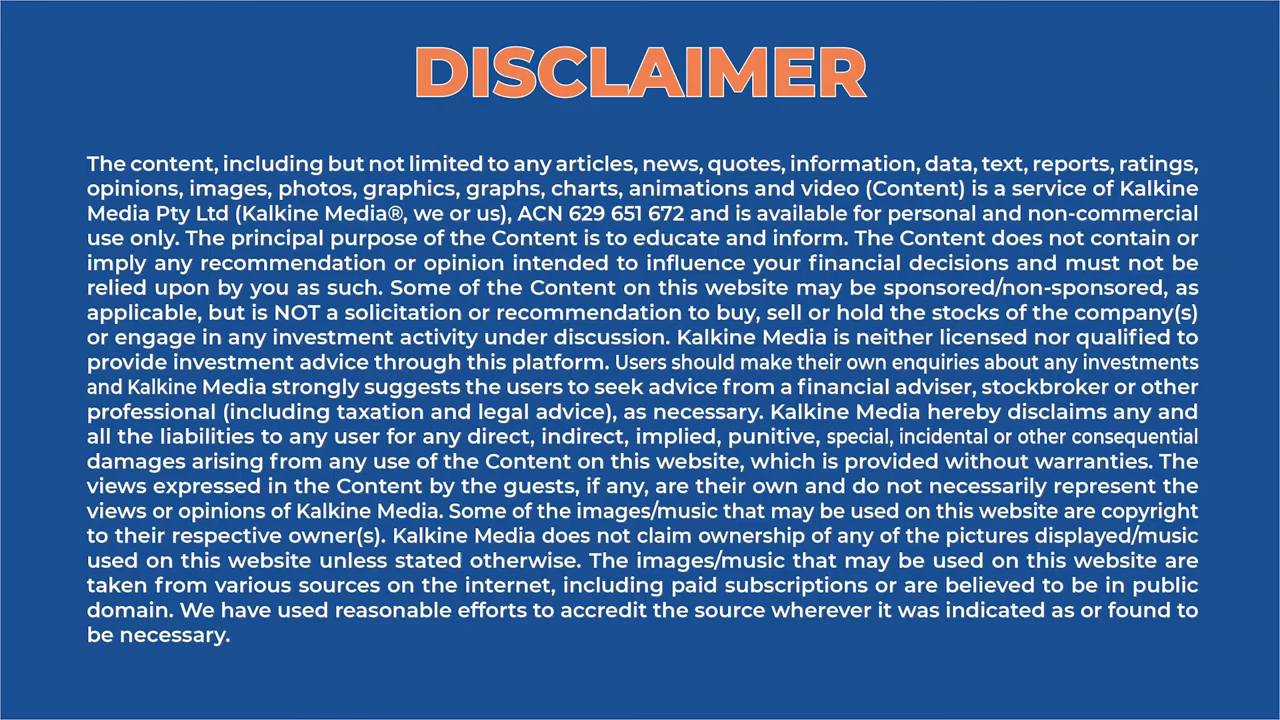 DISCLAIMER
The content, including but not limited to any articles, news, quotes, information, data, text, reports, ratings,
opinions, images, photos, graphics, graphs, charts, animations and video (Content) is a service of Kalkine
Media Pty Ltd (Kalkine Media®, we or us), ACN 629 651 672 and is available for personal and non-commercial
use only. The principal purpose of the Content is to educate and inform. The Content does not contain or
imply any recommendation or opinion intended to influence your financial decisions and must not be
relied upon by you as such. Some of the Content on this website may be sponsored/non-sponsored, as
applicable, but is NOT a solicitation or recommendation to buy, sell or hold the stocks of the company(s)
or engage in any investment activity under discussion. Kalkine Media is neither licensed nor qualified to
provide investment advice through this platform. Users should make their own enquiries about any investments
and Kalkine Media strongly suggests the users to seek advice from a financial adviser, stockbroker or other
professional (including taxation and legal advice), as necessary. Kalkine Media hereby disclaims any and
all the liabilities to any user for any direct, indirect, implied, punitive, special, incidental or other consequential
damages arising from any use of the Content on this website, which is provided without warranties. The
views expressed in the Content by the guests, if any, are their own and do not necessarily represent the
views or opinions of Kalkine Media. Some of the images/music that may be used on this website are copyright
to their respective owner(s). Kalkine Media does not claim ownership of any of the pictures displayed/music
used on this website unless stated otherwise. The images/music that may be used on this website are
taken from various sources on the internet, including paid subscriptions or are believed to be in public
domain. We have used reasonable efforts to accredit the source wherever it was indicated as or found to
be necessary.